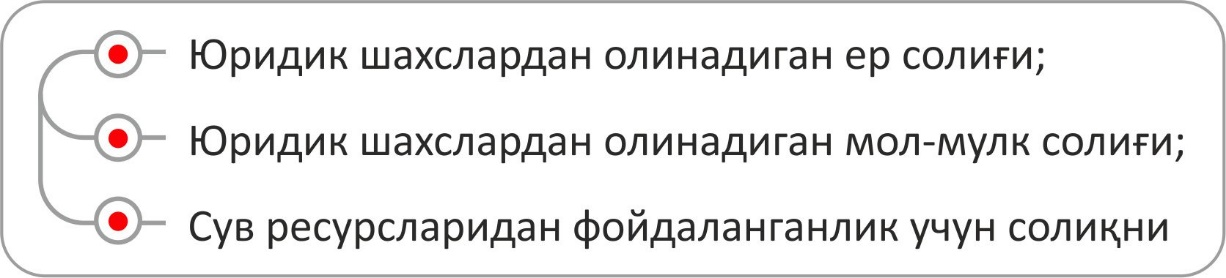 Юридик шахслардан олинадиган ер солиғи;
Юридик шахслардан олинадиган мол-мулк солиғи;
Сув ресурсларидан фойдаланганлик учун солиқни